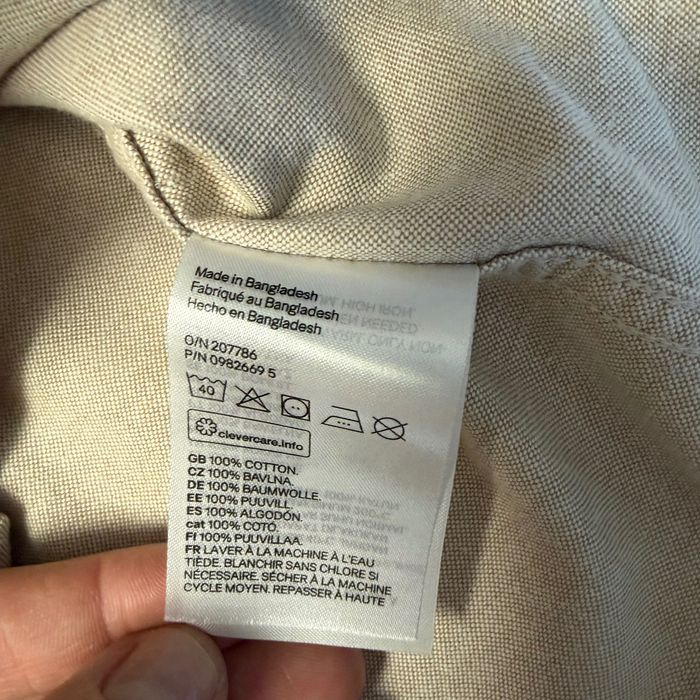 Made in Bangladesh
Fabriqué au Bangladesh
Hecho en Bangladesh
O/N 207786
P/N 0982669 5
40
clevercare.info
GB 100% COTTON.
CZ 100% BAVLNA.
DE 100% BAUMWOLLE.
EE 100% PUUVILL.
ES 100% ALGODÓN.
cat 100% COTÓ.
FI 100% PUUVILLAA.
FR LAVER À LA MACHINE À L'EAU
TIÈDE. BLANCHIR SANS CHLORE SI
NÉCESSAIRE. SÉCHER À LA MACHINE
CYCLE MOYEN. REPASSER À HAUTE